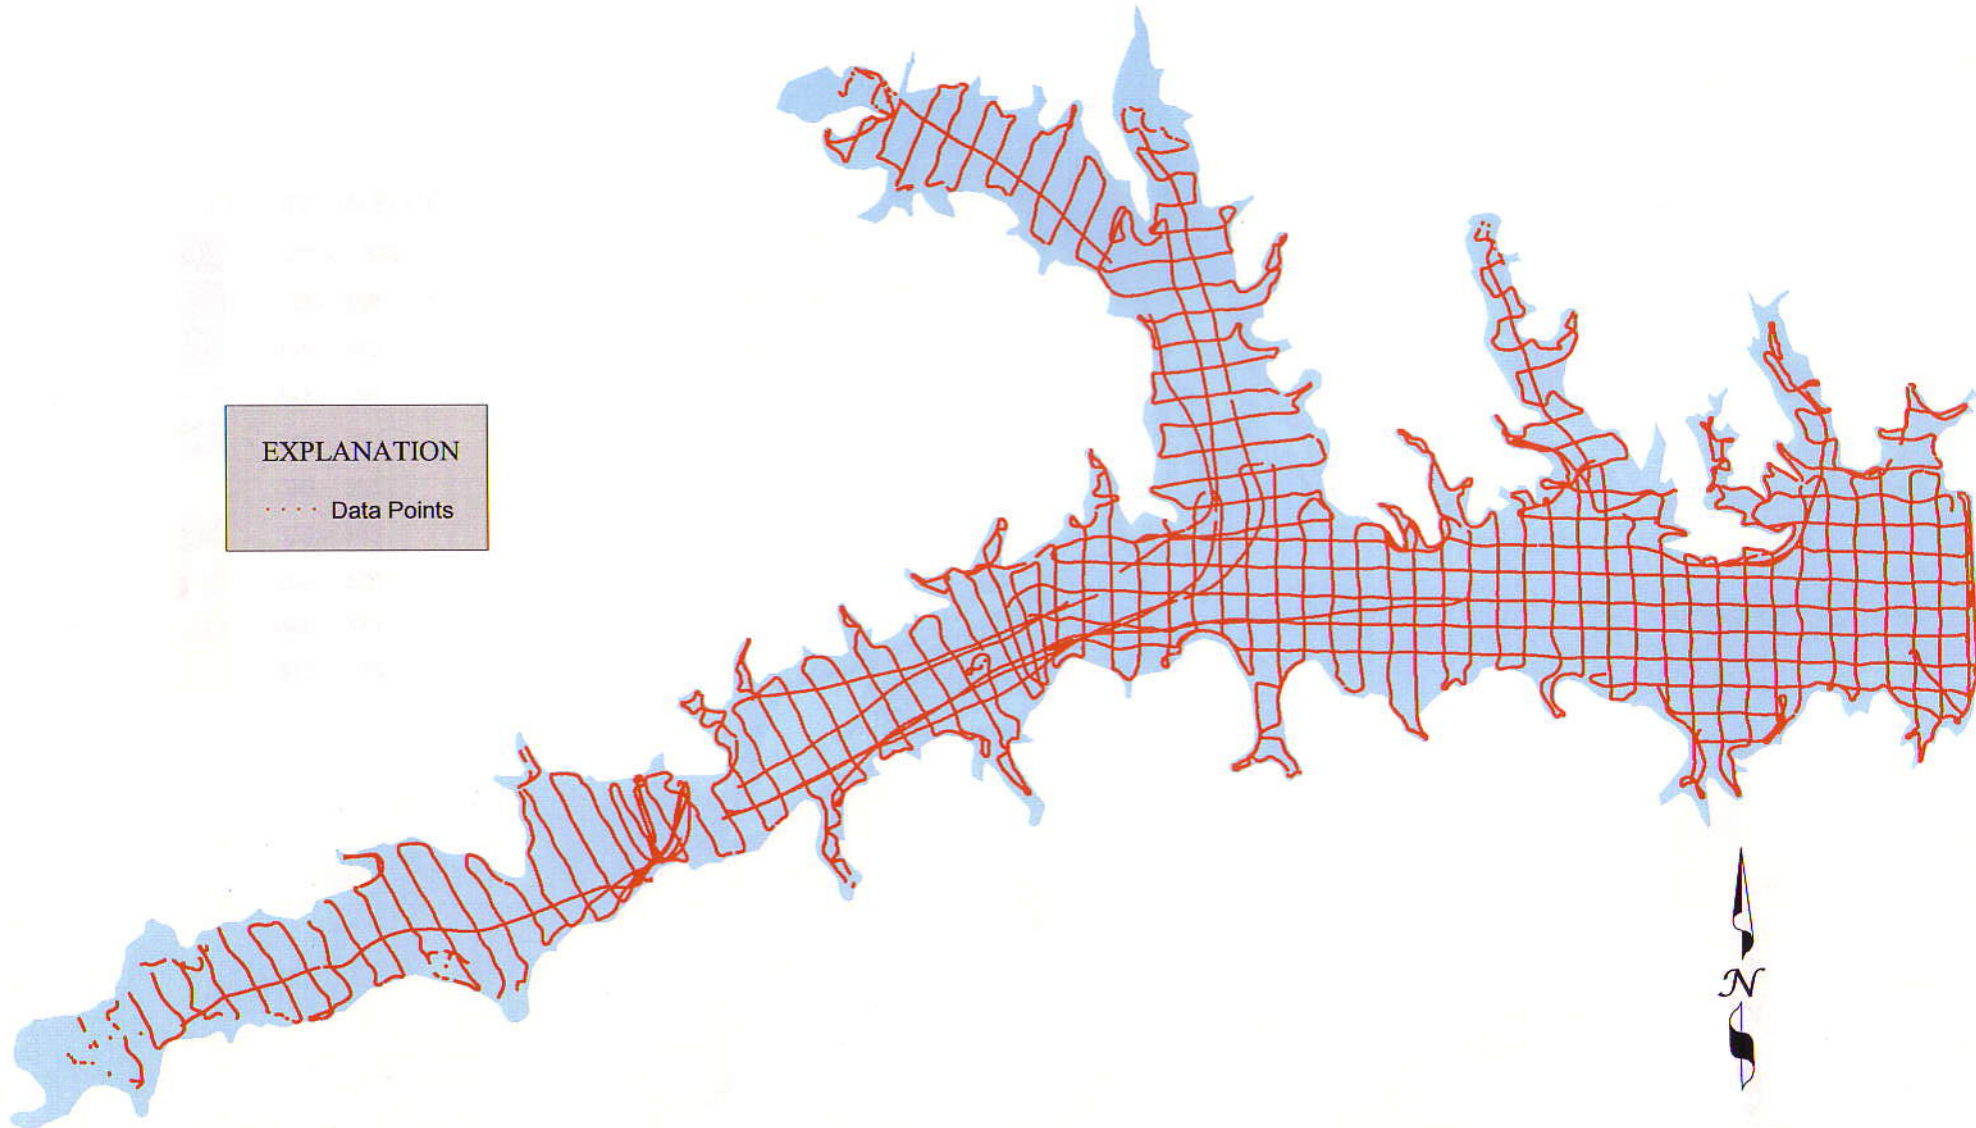 EXPLANATION
· · · · Data Points
N